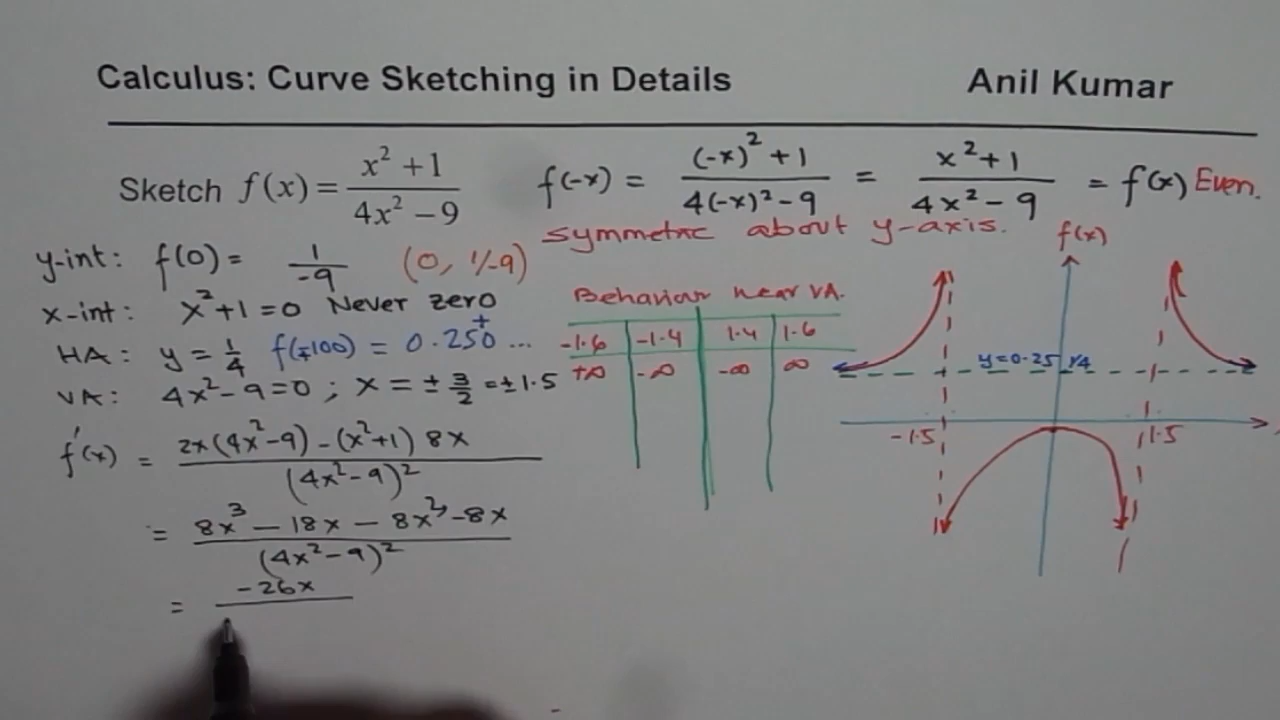 Calculus: Curve Sketching in Details Anil Kumar
Sketch f(x) = (x² + 1)/(4x² − 9) f(-x) = ((-x)² + 1)/(4(-x)² − 9) = (x² + 1)/(4x² − 9) = f(x) Even.
symmetric about y-axis.
y-int: f(0) = 1/-9 (0, 1/-9)
x-int: x² + 1 = 0 Never zero
HA: y = 1/4 f(∓100) = 0.250⁺ ...
VA: 4x² − 9 = 0 ; x = ± 3/2 = ± 1.5
f'(x) = (2x(4x² − 9) − (x² + 1) 8x)/(4x² − 9)²
= (8x³ − 18x − 8x³ − 8x)/(4x² − 9)²
= -26x
Behaviour near VA.
-1.6 -1.4 1.4 1.6
+∞ -∞ -∞ ∞
f(x)
y=0.25 1/4
-1.5 1.5